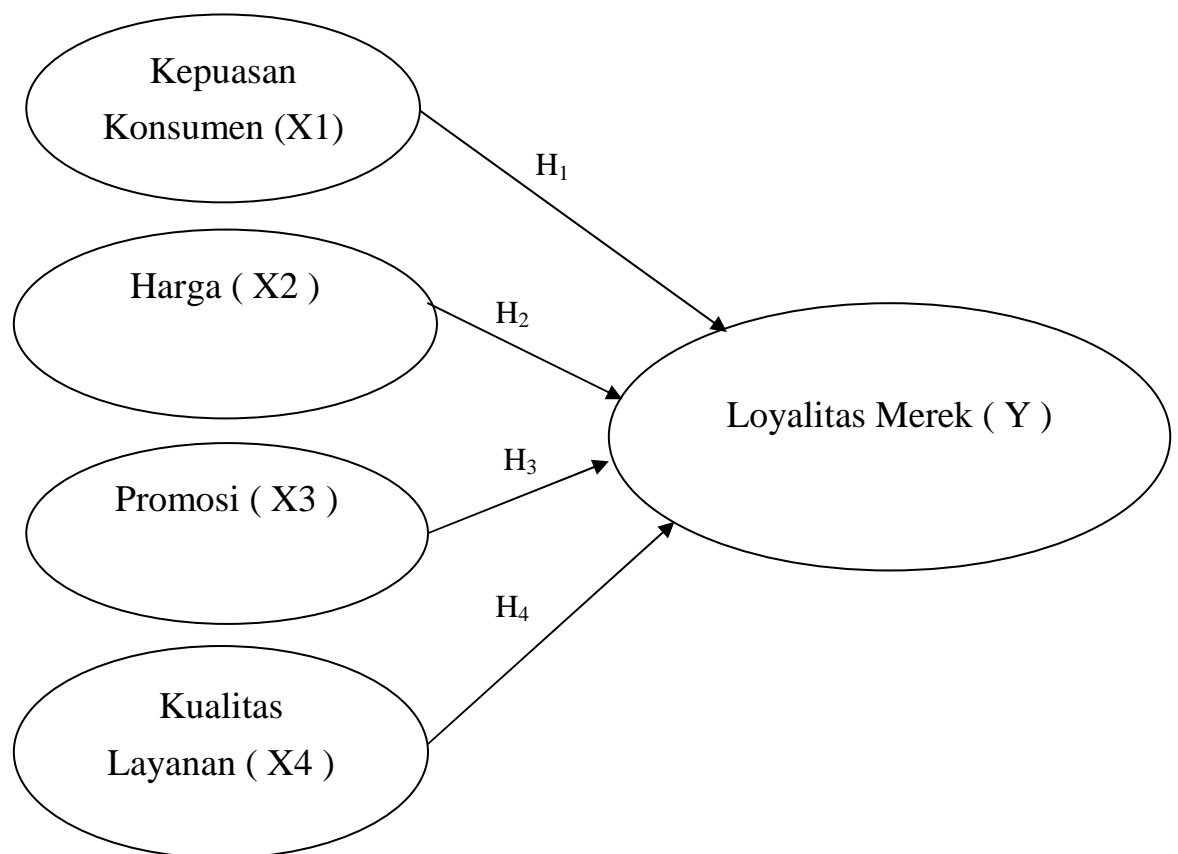 Kepuasan
Konsumen (X1)
H₁
Harga ( X2 )
H₂
Loyalitas Merek ( Y )
Promosi ( X3 )
H₃
H₄
Kualitas
Layanan ( X4 )